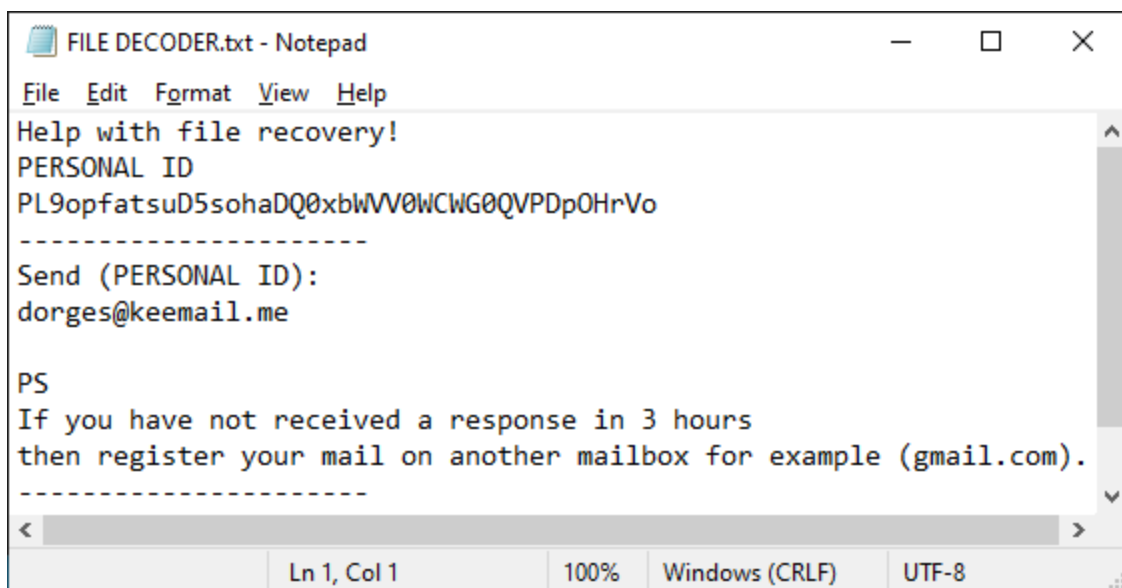 FILE DECODER.txt - Notepad
File Edit Format View Help
Help with file recovery!
PERSONAL ID
PL9opfatsuD5sohaDQ0xbWVV0WCWG0QVPDpOHrVo
----------------------
Send (PERSONAL ID):
dorges@keemail.me
PS
If you have not received a response in 3 hours
then register your mail on another mailbox for example (gmail.com).
----------------------
Ln 1, Col 1 100% Windows (CRLF) UTF-8